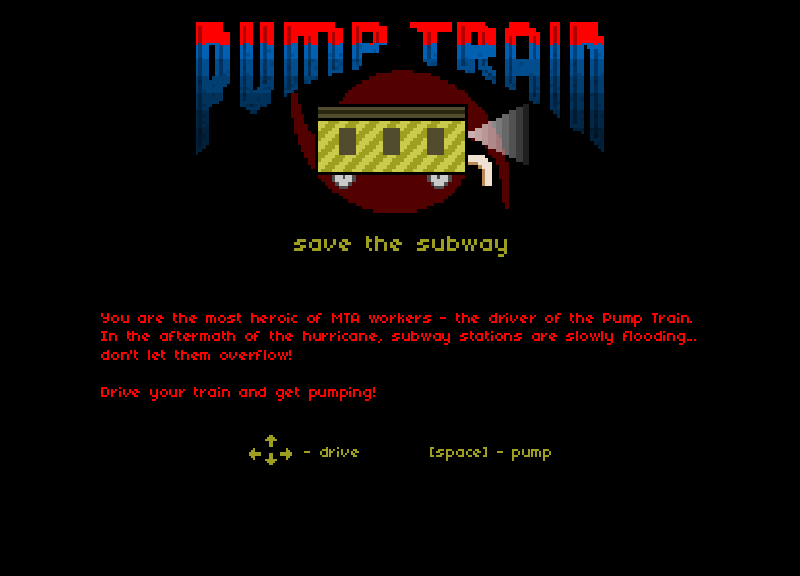 PUMP TRAIN
save the subway
You are the most heroic of MTA workers - the driver of the Pump Train.
In the aftermath of the hurricane, subway stations are slowly flooding...
don't let them overflow!
Drive your train and get pumping!
- drive [space] - pump